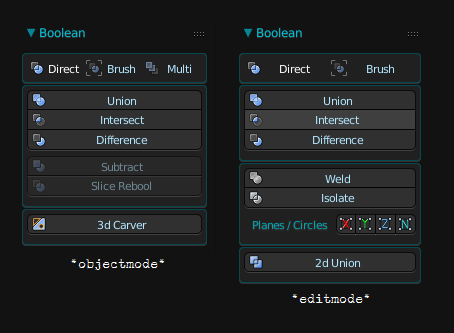 Boolean
Direct Brush Multi
Union
Intersect
Difference
Subtract
Slice Rebool
3d Carver
*objectmode*
Boolean
Direct Brush
Union
Intersect
Difference
Weld
Isolate
Planes / Circles X Y Z N
2d Union
*editmode*